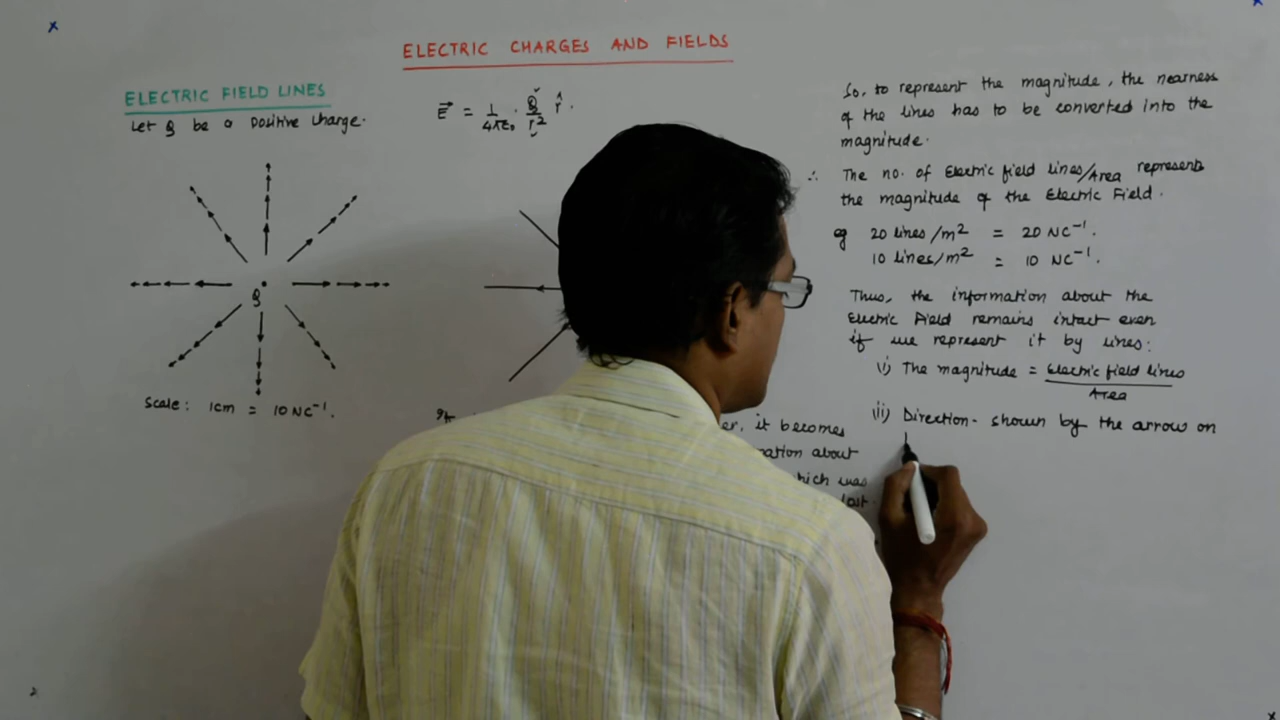 ELECTRIC CHARGES AND FIELDS
ELECTRIC FIELD LINES
Let Q be a positive charge.
E⃗ = 1/4πε₀ · Q/r² r̂ .
Q
Scale: 1cm = 10 NC⁻¹.
er, it becomes
ation about
hich was
lost
So, to represent the magnitude, the nearness
of the lines has to be converted into the
magnitude.
∴ The no. of Electric field lines/Area represents
the magnitude of the Electric Field.
eg 20 lines/m² = 20 NC⁻¹.
10 lines/m² = 10 NC⁻¹.
Thus, the information about the
Electric Field remains intact even
if we represent it by lines:
(i) The magnitude = Electric field lines
Area
(ii) Direction - shown by the arrow on